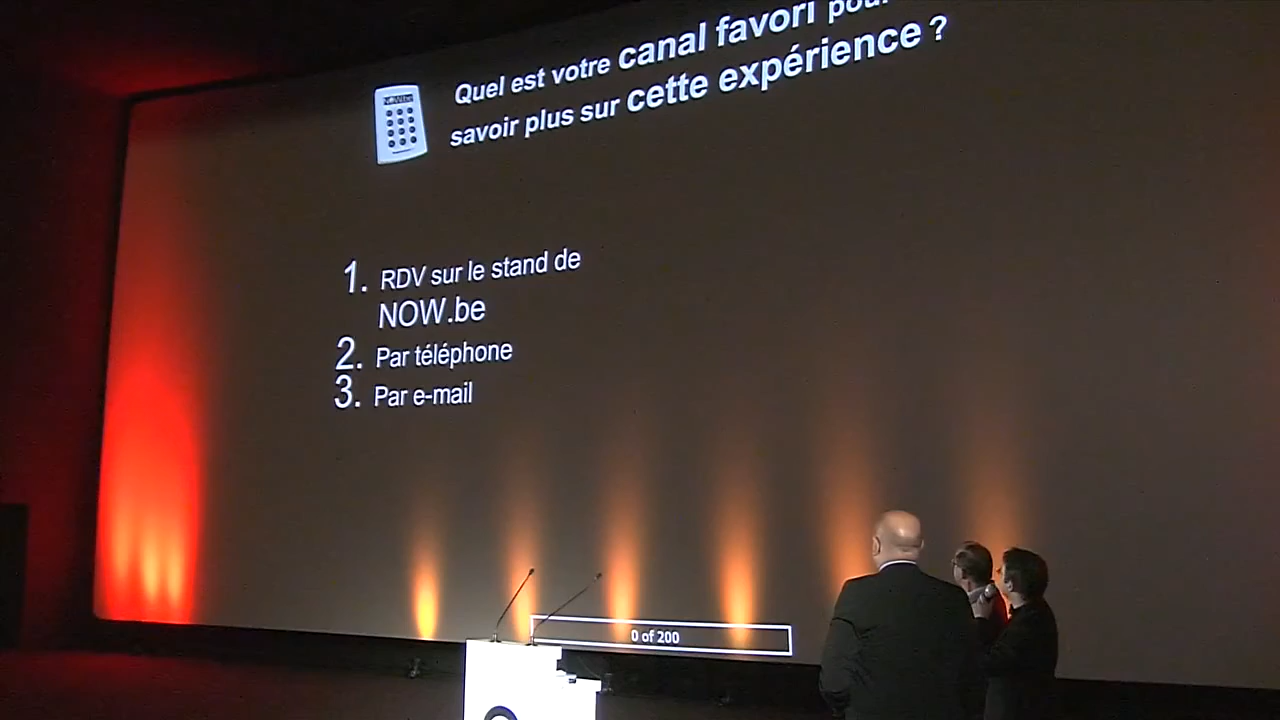 Quel est votre canal favori pour
savoir plus sur cette expérience ?
1. RDV sur le stand de
NOW.be
2. Par téléphone
3. Par e-mail
0 of 200